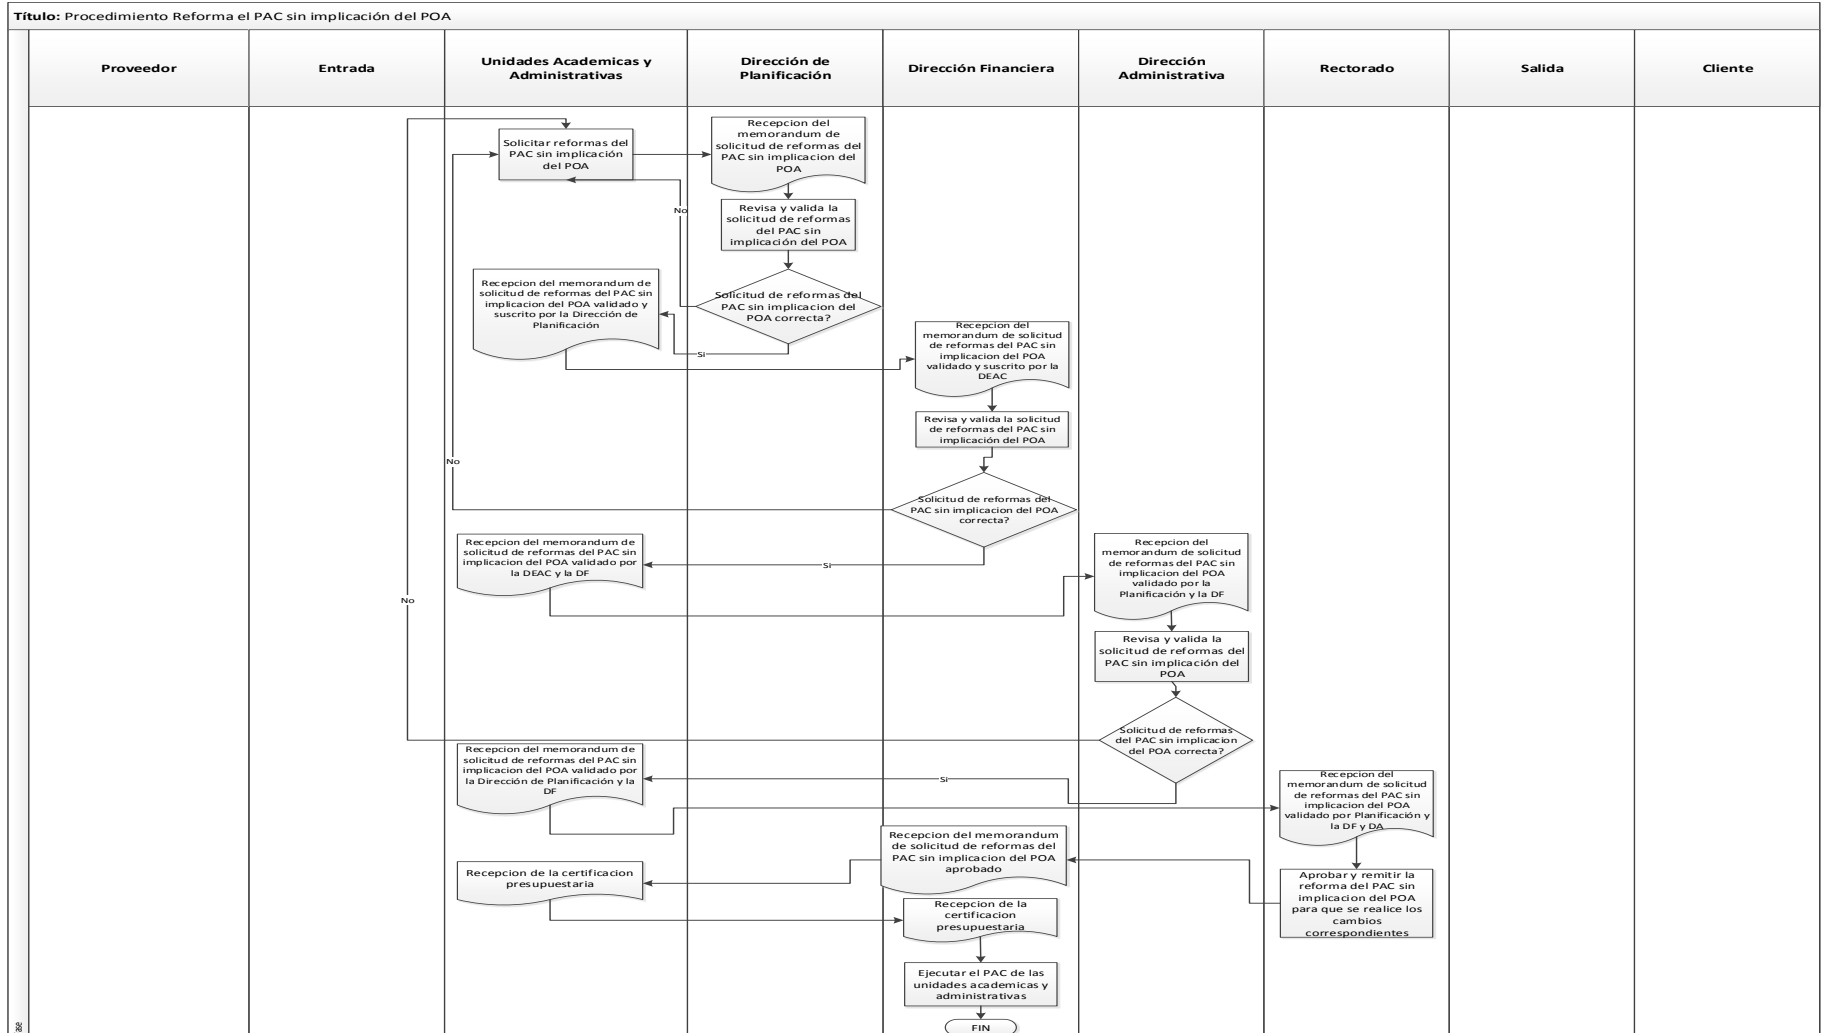 Título: Procedimiento Reforma el PAC sin implicación del POA
Proveedor
Entrada
Unidades Academicas y
Administrativas
Dirección de
Planificación
Dirección Financiera
Dirección
Administrativa
Rectorado
Salida
Cliente
Solicitar reformas del
PAC sin implicación
del POA
Recepcion del
memorandum de
solicitud de reformas del
PAC sin implicacion del
POA
No
Revisa y valida la
solicitud de reformas
del PAC sin
implicación del POA
Recepcion del memorandum de
solicitud de reformas del PAC sin
implicacion del POA validado y
suscrito por la Dirección de
Planificación
Solicitud de reformas del
PAC sin implicacion del
POA correcta?
Si
Recepcion del
memorandum de solicitud
de reformas del PAC sin
implicacion del POA
validado y suscrito por la
DEAC
Revisa y valida la solicitud
de reformas del PAC sin
implicación del POA
No
Solicitud de reformas del
PAC sin implicacion del POA
correcta?
Recepcion del memorandum de
solicitud de reformas del PAC sin
implicacion del POA validado por
la DEAC y la DF
Si
Recepcion del
memorandum de solicitud
de reformas del PAC sin
implicacion del POA
validado por la
Planificación y la DF
No
Revisa y valida la
solicitud de reformas del
PAC sin implicación del
POA
Solicitud de reformas
del PAC sin implicacion
del POA correcta?
Recepcion del memorandum de
solicitud de reformas del PAC sin
implicacion del POA validado por
la Dirección de Planificación y la
DF
Si
Recepcion del
memorandum de solicitud
de reformas del PAC sin
implicacion del POA
validado por Planificación y
la DF y DA
Recepcion del memorandum
de solicitud de reformas del
PAC sin implicacion del POA
aprobado
Recepcion de la certificacion
presupuestaria
Aprobar y remitir la
reforma del PAC sin
implicacion del POA
para que se realice los
cambios
correspondientes
Recepcion de la
certificacion
presupuestaria
Ejecutar el PAC de las
unidades academicas y
administrativas
FIN